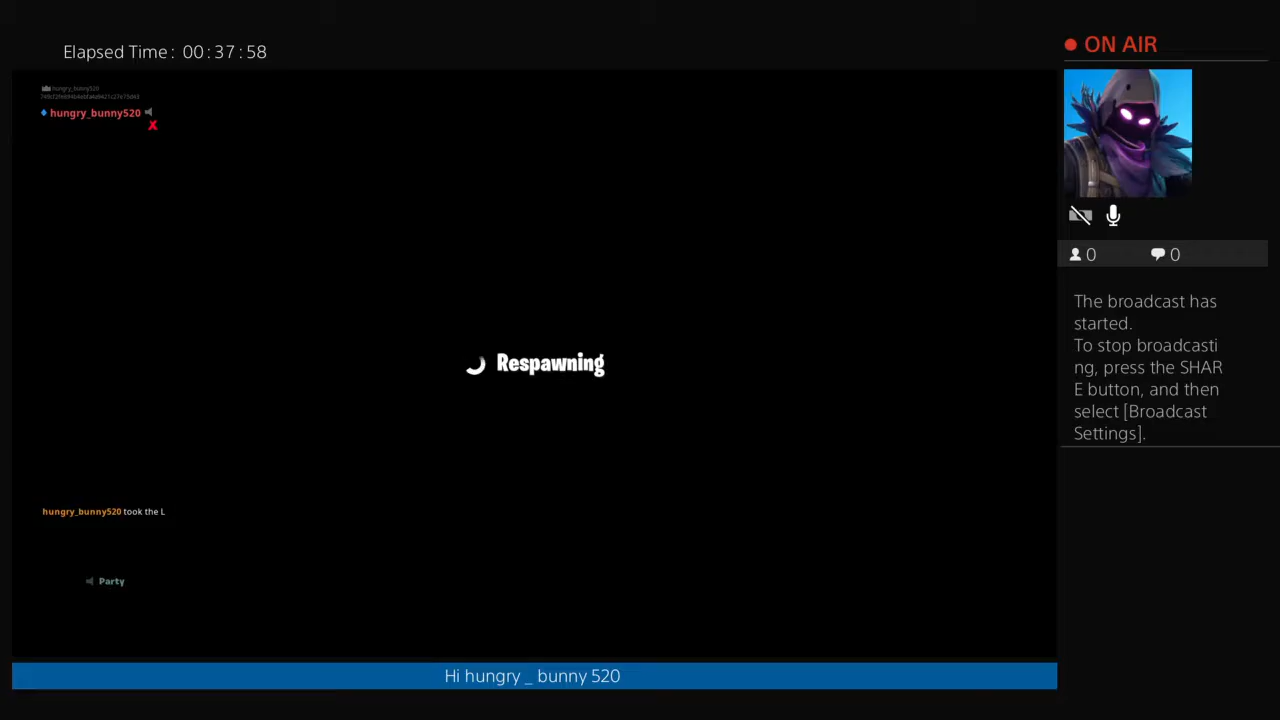 Elapsed Time: 00:37:58
ON AIR
hungry_bunny520
hungry_bunny520
X
0
0
The broadcast has
started.
To stop broadcasti
ng, press the SHAR
E button, and then
select [Broadcast
Settings].
Respawning
hungry_bunny520 took the L
Party
Hi hungry _ bunny 520